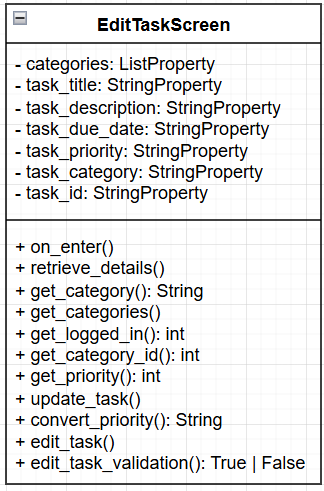 EditTaskScreen
- categories: ListProperty
- task_title: StringProperty
- task_description: StringProperty
- task_due_date: StringProperty
- task_priority: StringProperty
- task_category: StringProperty
- task_id: StringProperty
+ on_enter()
+ retrieve_details()
+ get_category(): String
+ get_categories()
+ get_logged_in(): int
+ get_category_id(): int
+ get_priority(): int
+ update_task()
+ convert_priority(): String
+ edit_task()
+ edit_task_validation(): True | False